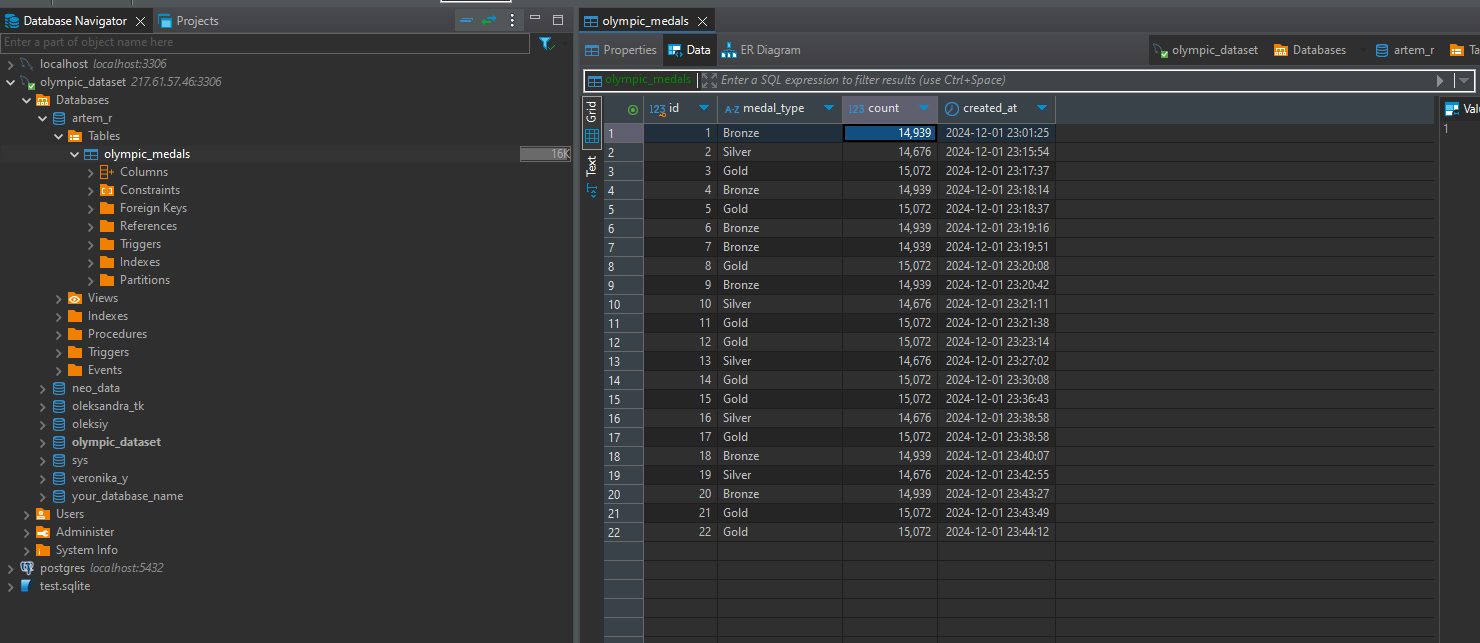 Database Navigator
Projects
Enter a part of object name here
localhost localhost:3306
olympic_dataset 217.61.57.46:3306
Databases
artem_r
Tables
olympic_medals 16K
Columns
Constraints
Foreign Keys
References
Triggers
Indexes
Partitions
Views
Indexes
Procedures
Triggers
Events
neo_data
oleksandra_tk
oleksiy
olympic_dataset
sys
veronika_y
your_database_name
Users
Administer
System Info
postgres localhost:5432
test.sqlite
olympic_medals
Properties Data ER Diagram olympic_dataset Databases artem_r Ta
olympic_medals Enter a SQL expression to filter results (use Ctrl+Space)
Grid
Text
123 id A-Z medal_type 123 count created_at
1 1 Bronze 14,939 2024-12-01 23:01:25
2 2 Silver 14,676 2024-12-01 23:15:54
3 3 Gold 15,072 2024-12-01 23:17:37
4 4 Bronze 14,939 2024-12-01 23:18:14
5 5 Gold 15,072 2024-12-01 23:18:37
6 6 Bronze 14,939 2024-12-01 23:19:16
7 7 Bronze 14,939 2024-12-01 23:19:51
8 8 Gold 15,072 2024-12-01 23:20:08
9 9 Bronze 14,939 2024-12-01 23:20:42
10 10 Silver 14,676 2024-12-01 23:21:11
11 11 Gold 15,072 2024-12-01 23:21:38
12 12 Gold 15,072 2024-12-01 23:23:14
13 13 Silver 14,676 2024-12-01 23:27:02
14 14 Gold 15,072 2024-12-01 23:30:08
15 15 Gold 15,072 2024-12-01 23:36:43
16 16 Silver 14,676 2024-12-01 23:38:58
17 17 Gold 15,072 2024-12-01 23:38:58
18 18 Bronze 14,939 2024-12-01 23:40:07
19 19 Silver 14,676 2024-12-01 23:42:55
20 20 Bronze 14,939 2024-12-01 23:43:27
21 21 Gold 15,072 2024-12-01 23:43:49
22 22 Gold 15,072 2024-12-01 23:44:12
Valu
1